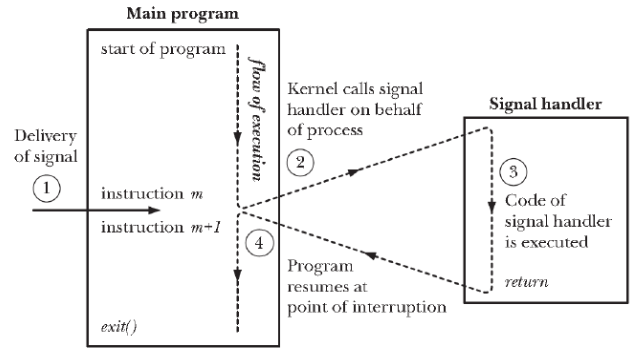 Main program
start of program
flow of execution
Kernel calls signal
handler on behalf
of process
Signal handler
Delivery
of signal
1
2
3
instruction m
instruction m+1
Code of
signal handler
is executed
4
Program
resumes at
point of interruption
return
exit()